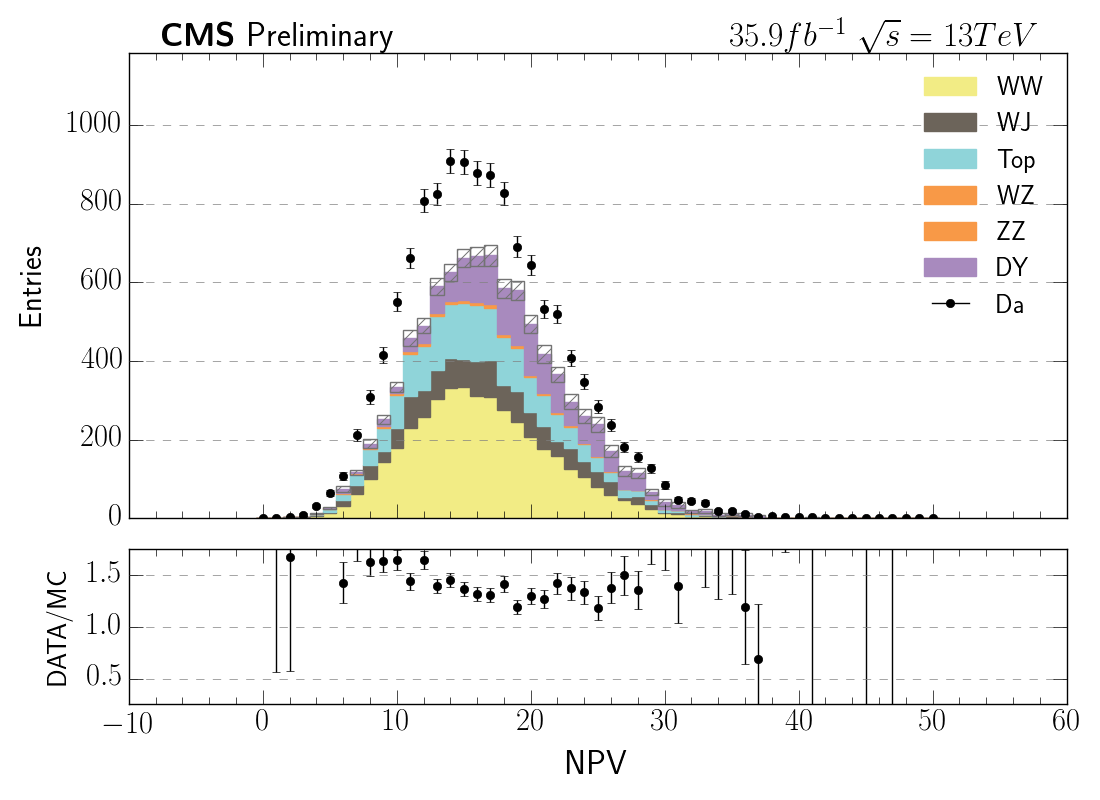 CMS Preliminary 35.9fb⁻¹ √s = 13TeV
WW
WJ
Top
WZ
ZZ
DY
Da
Entries
1000
800
600
400
200
0
DATA/MC
1.5
1.0
0.5
−10 0 10 20 30 40 50 60
NPV